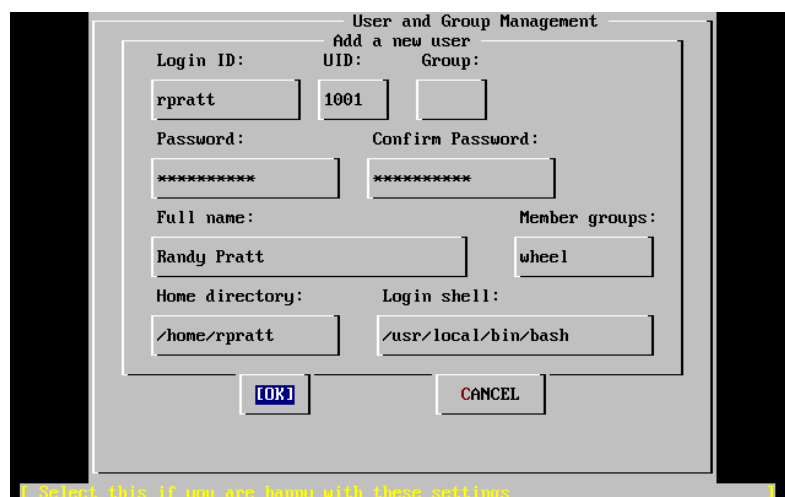 User and Group Management
Add a new user
Login ID: UID: Group:
rpratt 1001
Password: Confirm Password:
********** **********
Full name: Member groups:
Randy Pratt wheel
Home directory: Login shell:
/home/rpratt /usr/local/bin/bash
[OK] CANCEL
[ Select this if you are happy with these settings ]